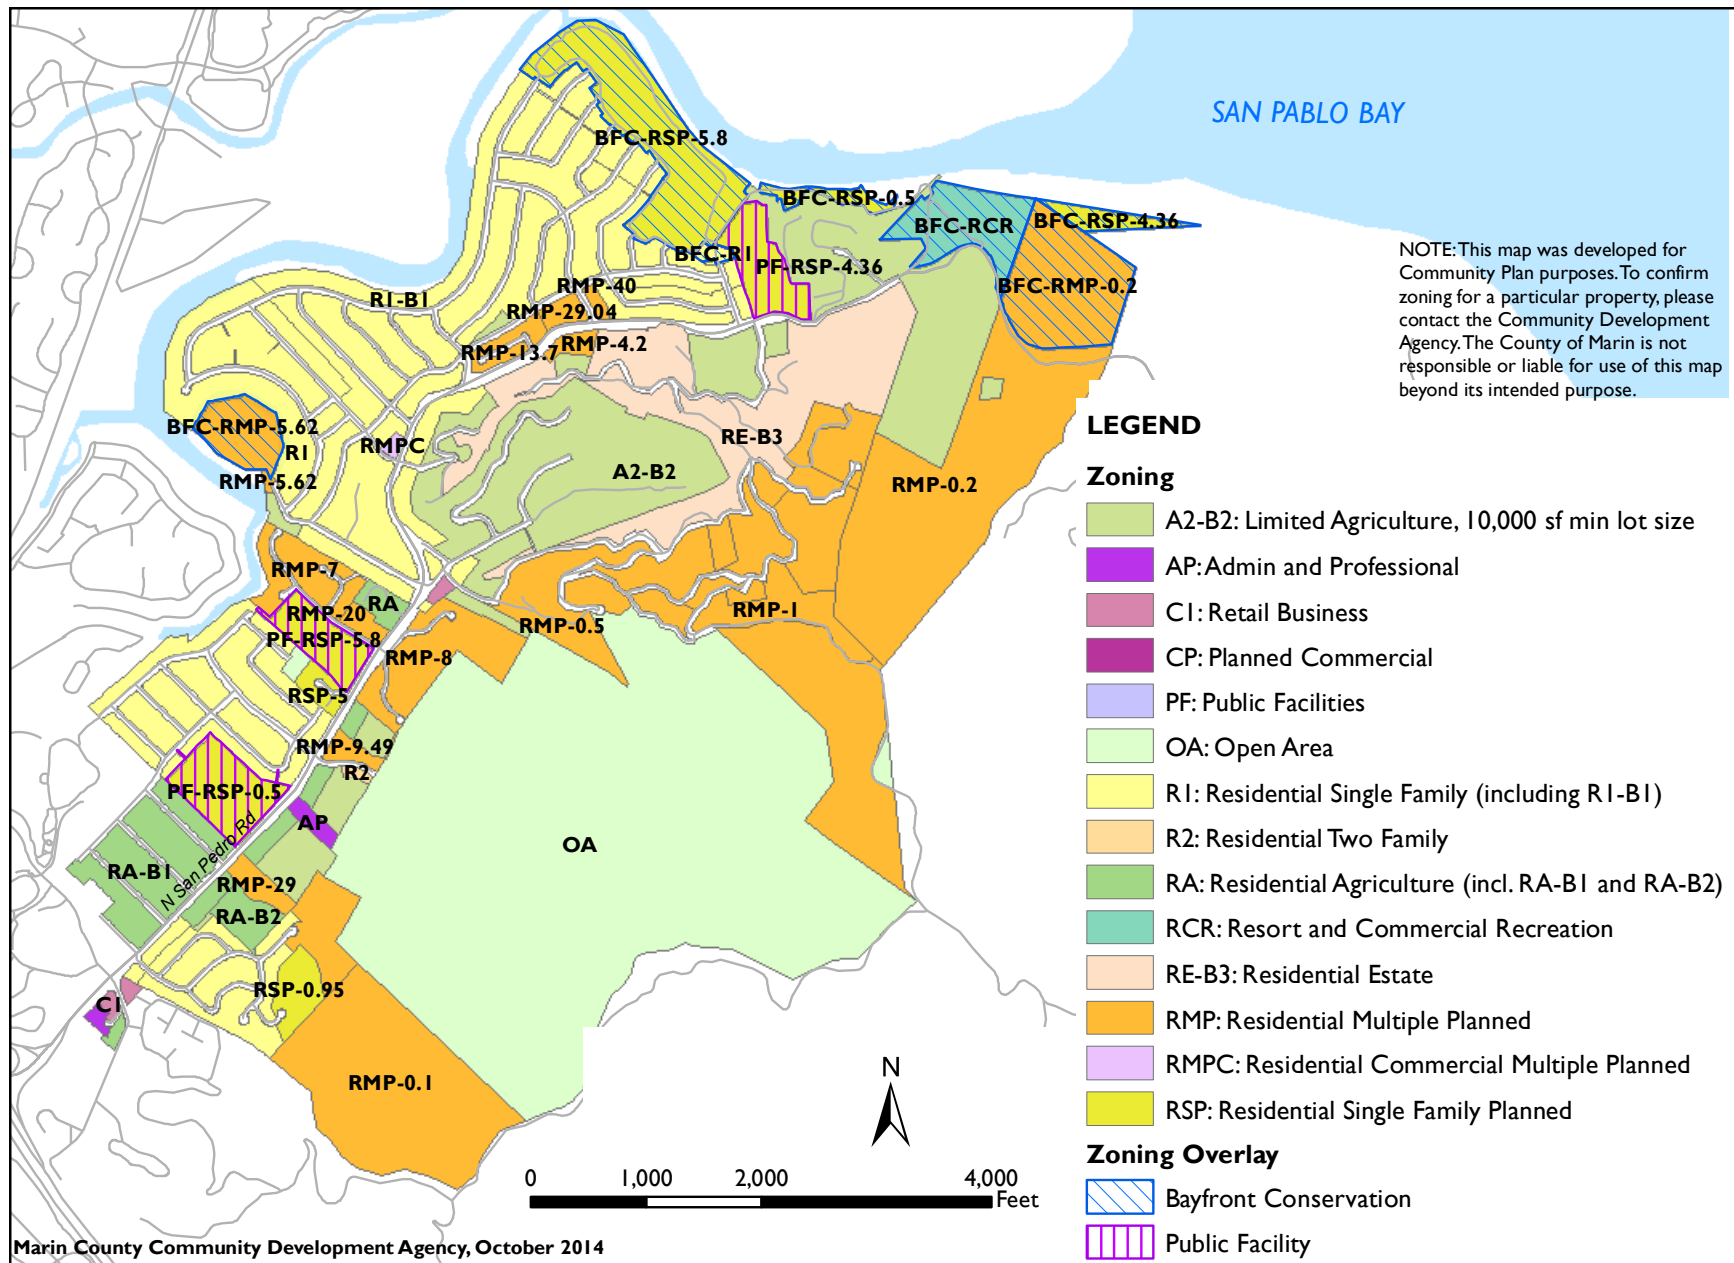 SAN PABLO BAY
BFC-RSP-5.8
BFC-RSP-0.5
BFC-RCR
BFC-RSP-4.36
BFC-R1
PF-RSP-4.36
BFC-RMP-0.2
RMP-40
R1-B1
RMP-29.04
RMP-13.7
RMP-4.2
BFC-RMP-5.62
R1
RMPC
RE-B3
A2-B2
RMP-5.62
RMP-0.2
RMP-7
RA
RMP-20
PF-RSP-5.8
RMP-0.5
RMP-1
RMP-8
RSP-5
RMP-9.49
R2
PF-RSP-0.5
AP
OA
N San Pedro Rd
RA-B1
RMP-29
RA-B2
RSP-0.95
C1
RMP-0.1
NOTE: This map was developed for
Community Plan purposes. To confirm
zoning for a particular property, please
contact the Community Development
Agency. The County of Marin is not
responsible or liable for use of this map
beyond its intended purpose.
LEGEND
Zoning
A2-B2: Limited Agriculture, 10,000 sf min lot size
AP: Admin and Professional
C1: Retail Business
CP: Planned Commercial
PF: Public Facilities
OA: Open Area
R1: Residential Single Family (including R1-B1)
R2: Residential Two Family
RA: Residential Agriculture (incl. RA-B1 and RA-B2)
RCR: Resort and Commercial Recreation
RE-B3: Residential Estate
RMP: Residential Multiple Planned
RMPC: Residential Commercial Multiple Planned
RSP: Residential Single Family Planned
Zoning Overlay
Bayfront Conservation
Public Facility
N
0 1,000 2,000 4,000
Feet
Marin County Community Development Agency, October 2014